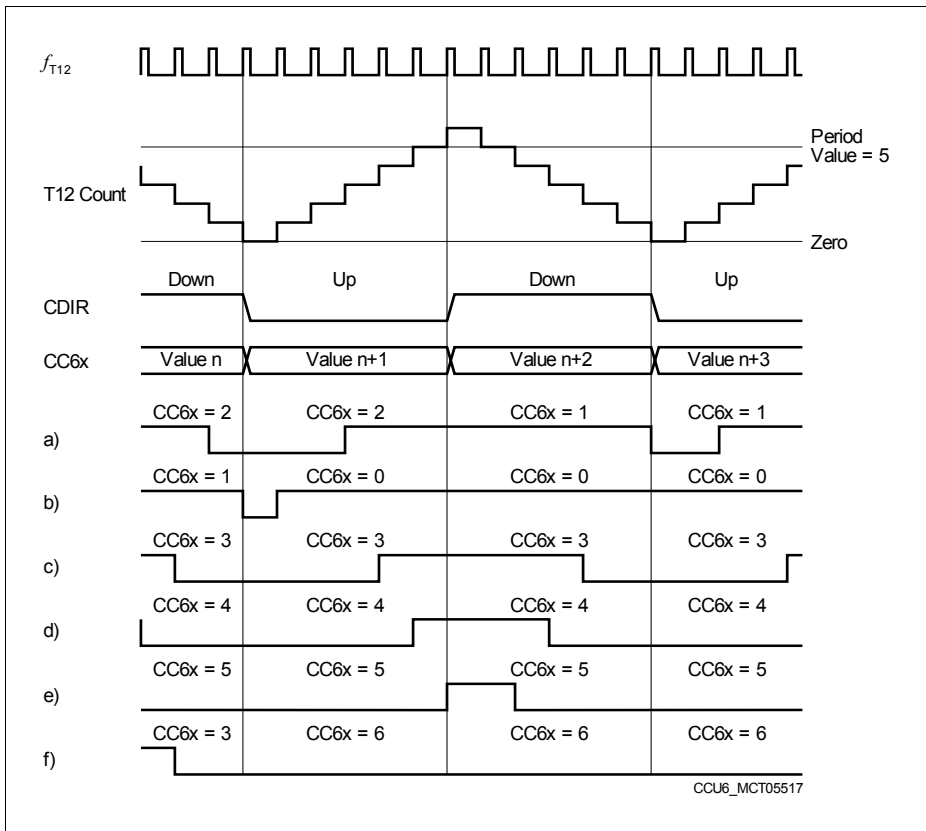 fT12
Period
Value = 5
T12 Count
Zero
Down Up Down Up
CDIR
CC6x Value n Value n+1 Value n+2 Value n+3
CC6x = 2 CC6x = 2 CC6x = 1 CC6x = 1
a)
CC6x = 1 CC6x = 0 CC6x = 0 CC6x = 0
b)
CC6x = 3 CC6x = 3 CC6x = 3 CC6x = 3
c)
CC6x = 4 CC6x = 4 CC6x = 4 CC6x = 4
d)
CC6x = 5 CC6x = 5 CC6x = 5 CC6x = 5
e)
CC6x = 3 CC6x = 6 CC6x = 6 CC6x = 6
f)
CCU6_MCT05517